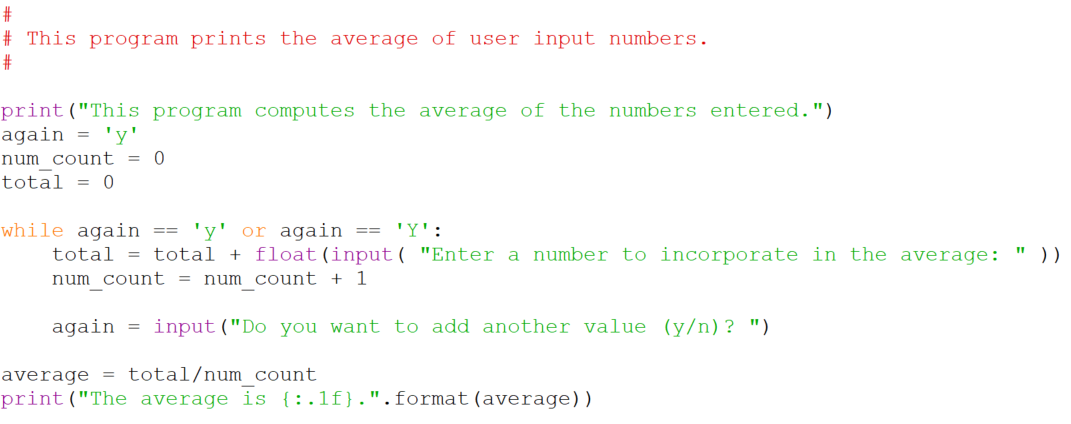 #
# This program prints the average of user input numbers.
#
print("This program computes the average of the numbers entered.")
again = 'y'
num_count = 0
total = 0
while again == 'y' or again == 'Y':
    total = total + float(input( "Enter a number to incorporate in the average: " ))
    num_count = num_count + 1
    again = input("Do you want to add another value (y/n)? ")
average = total/num_count
print("The average is {:.1f}.".format(average))